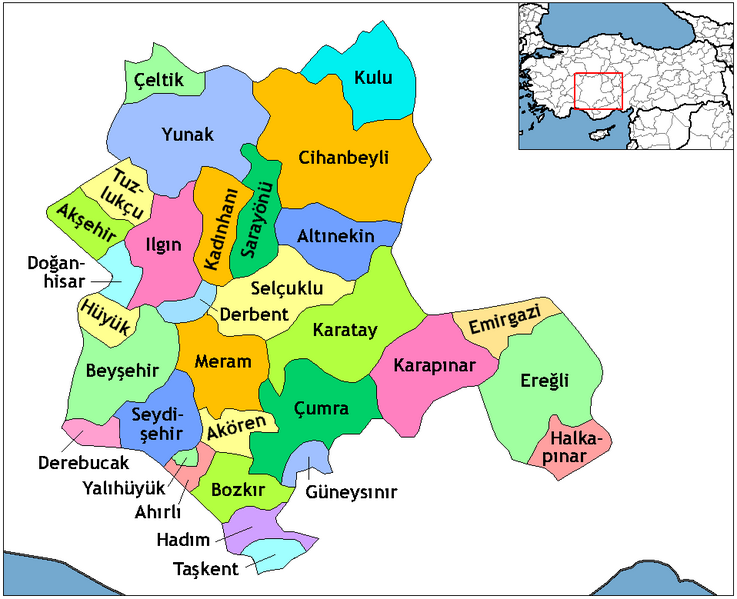 Çeltik
Kulu
Yunak
Cihanbeyli
Tuz-
lukçu
Akşehir
Ilgın
Kadınhanı
Sarayönü
Altınekin
Doğan-
hisar
Selçuklu
Derbent
Hüyük
Karatay
Emirgazi
Beyşehir
Meram
Karapınar
Ereğli
Seydi-
şehir
Akören
Çumra
Halka-
pınar
Derebucak
Yalıhüyük
Bozkır
Güneysınır
Ahırlı
Hadım
Taşkent